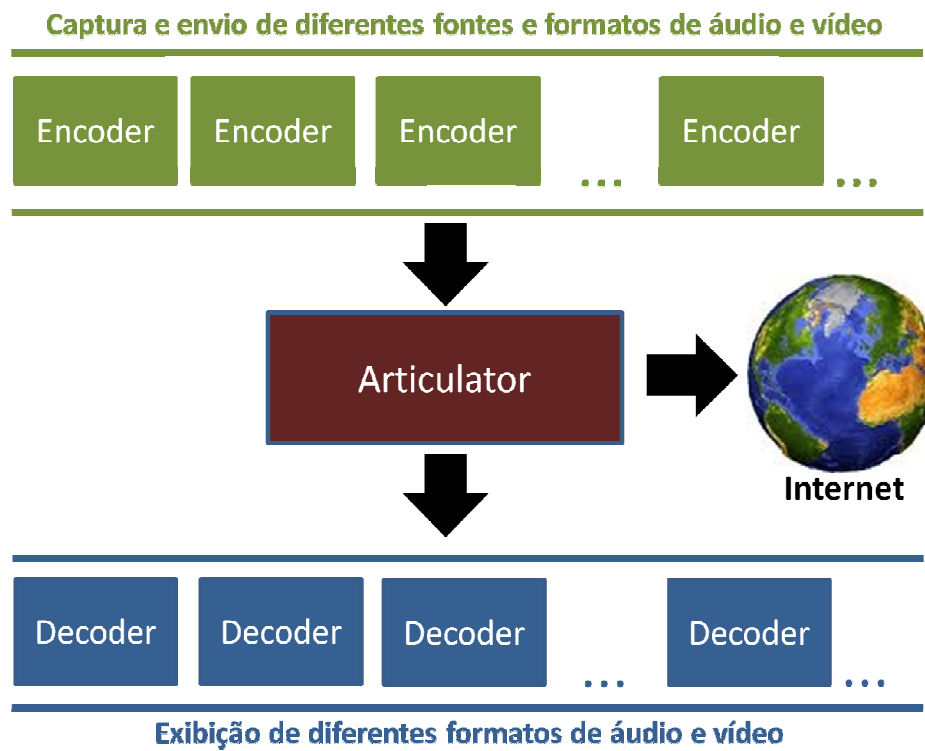 Captura e envio de diferentes fontes e formatos de áudio e vídeo
Encoder Encoder Encoder ... Encoder ...
Articulator
Internet
Decoder Decoder Decoder ... Decoder ...
Exibição de diferentes formatos de áudio e vídeo